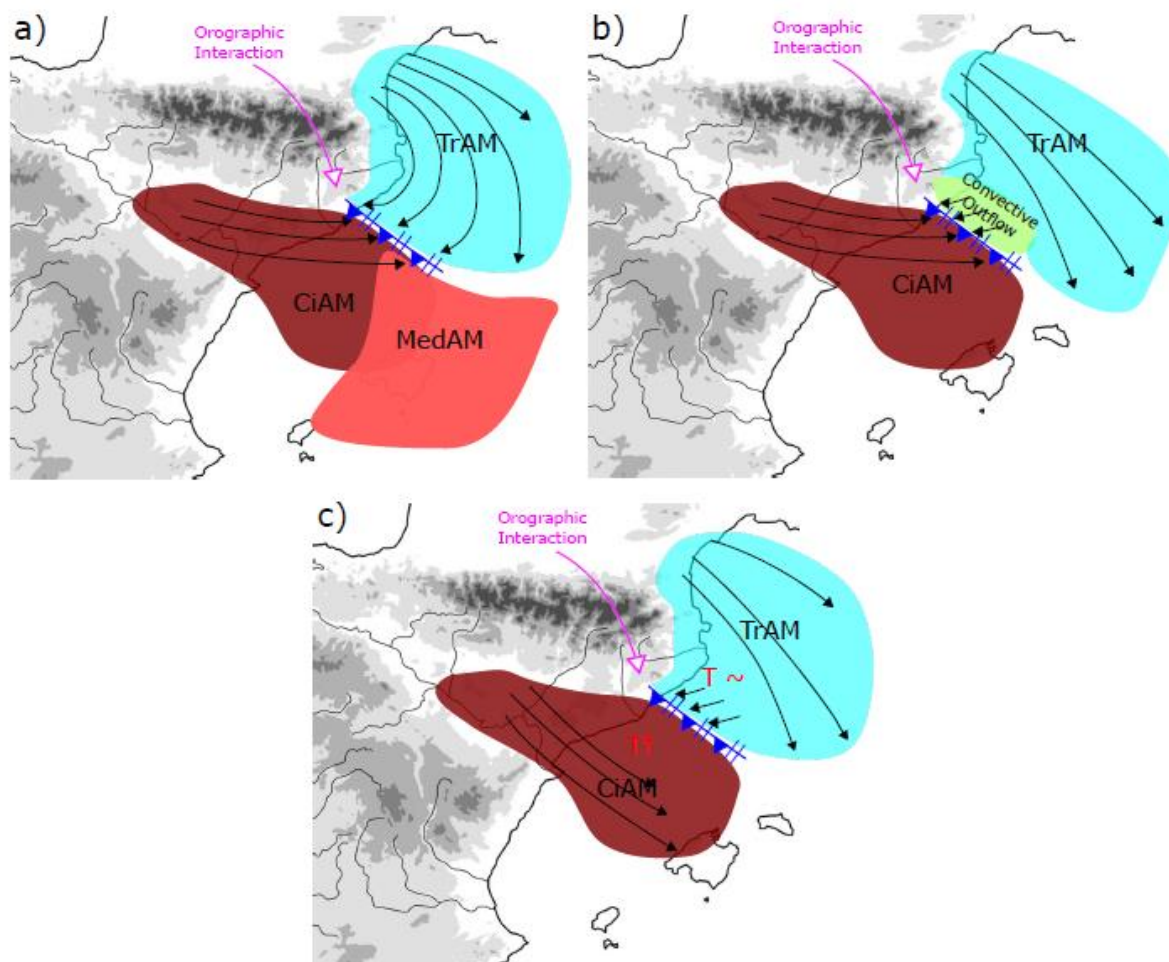 a)
Orographic
Interaction
TrAM
CiAM
MedAM
b)
Orographic
Interaction
TrAM
Convective
Outflow
CiAM
c)
Orographic
Interaction
TrAM
T ~
CiAM